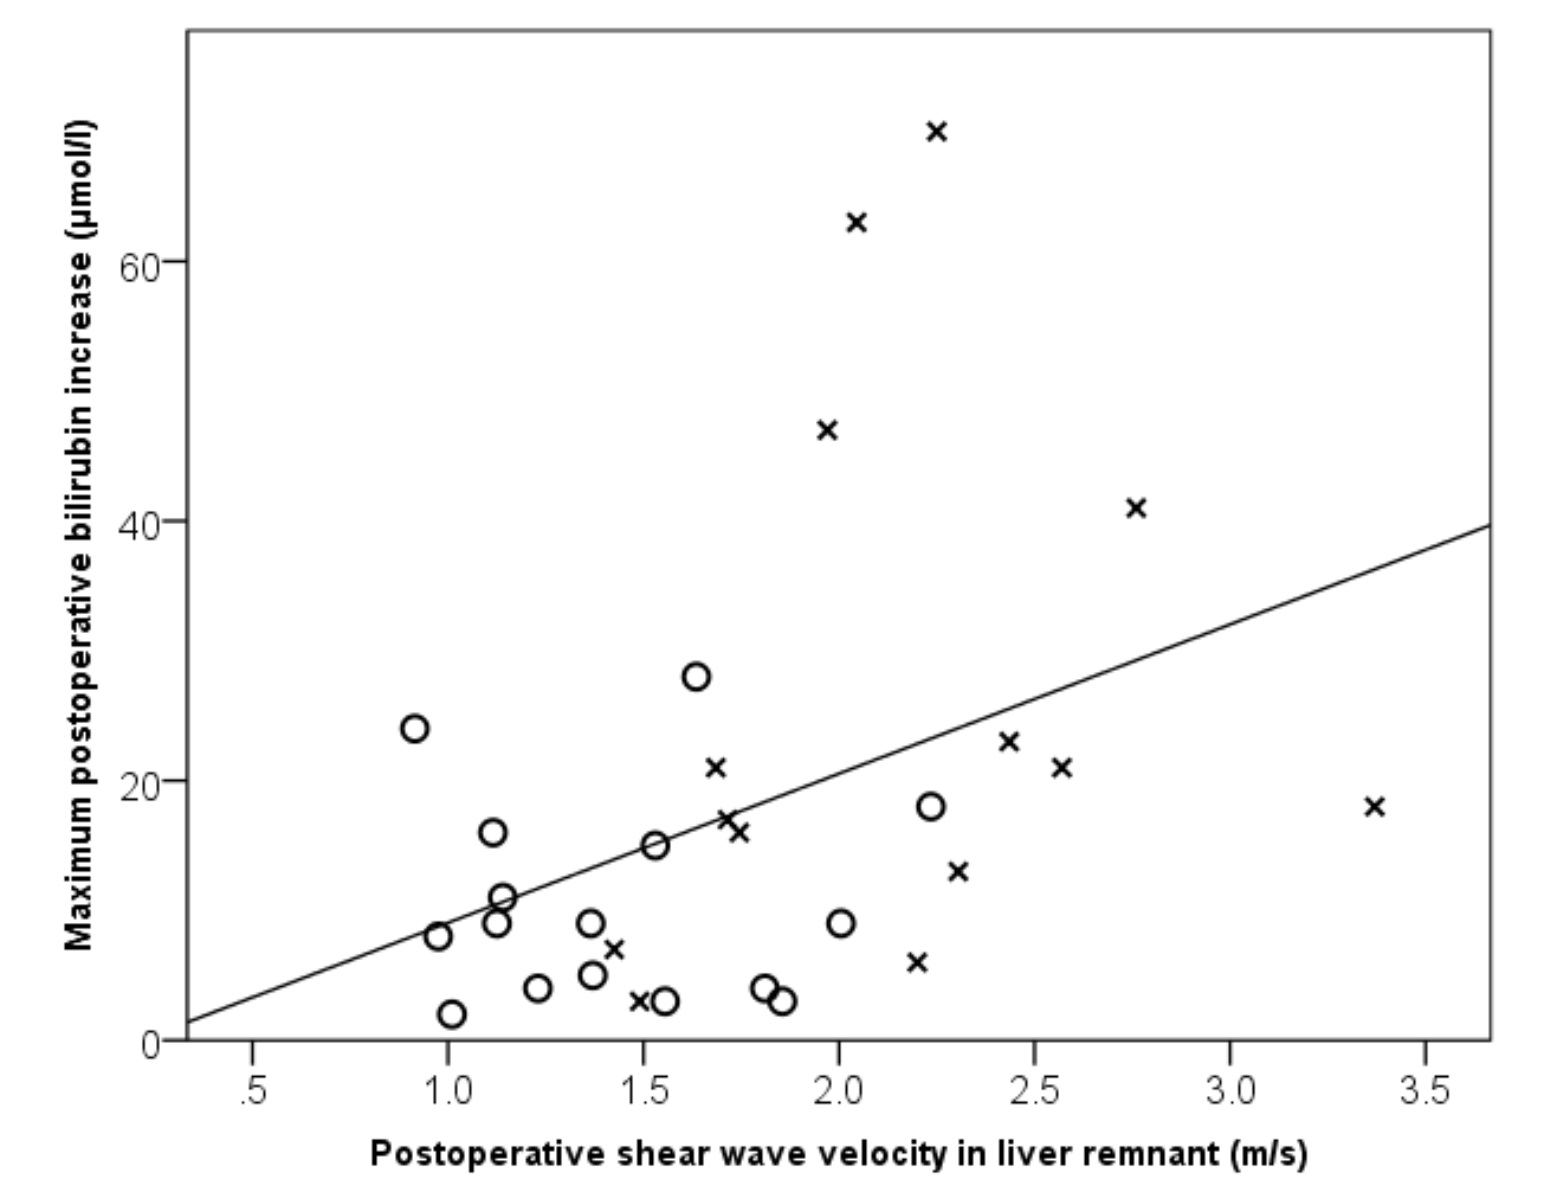 Maximum postoperative bilirubin increase (µmol/l)
60
40
20
0
.5 1.0 1.5 2.0 2.5 3.0 3.5
Postoperative shear wave velocity in liver remnant (m/s)